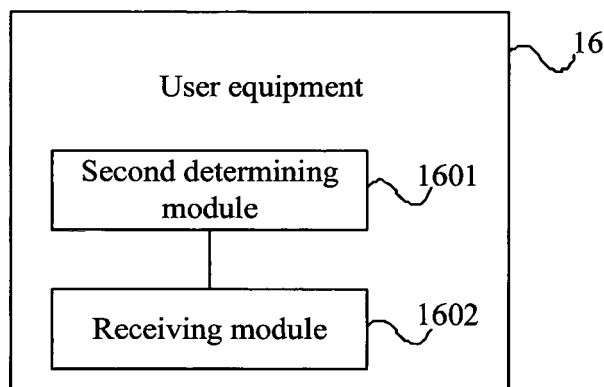 16
User equipment
Second determining
module
1601
Receiving module
1602